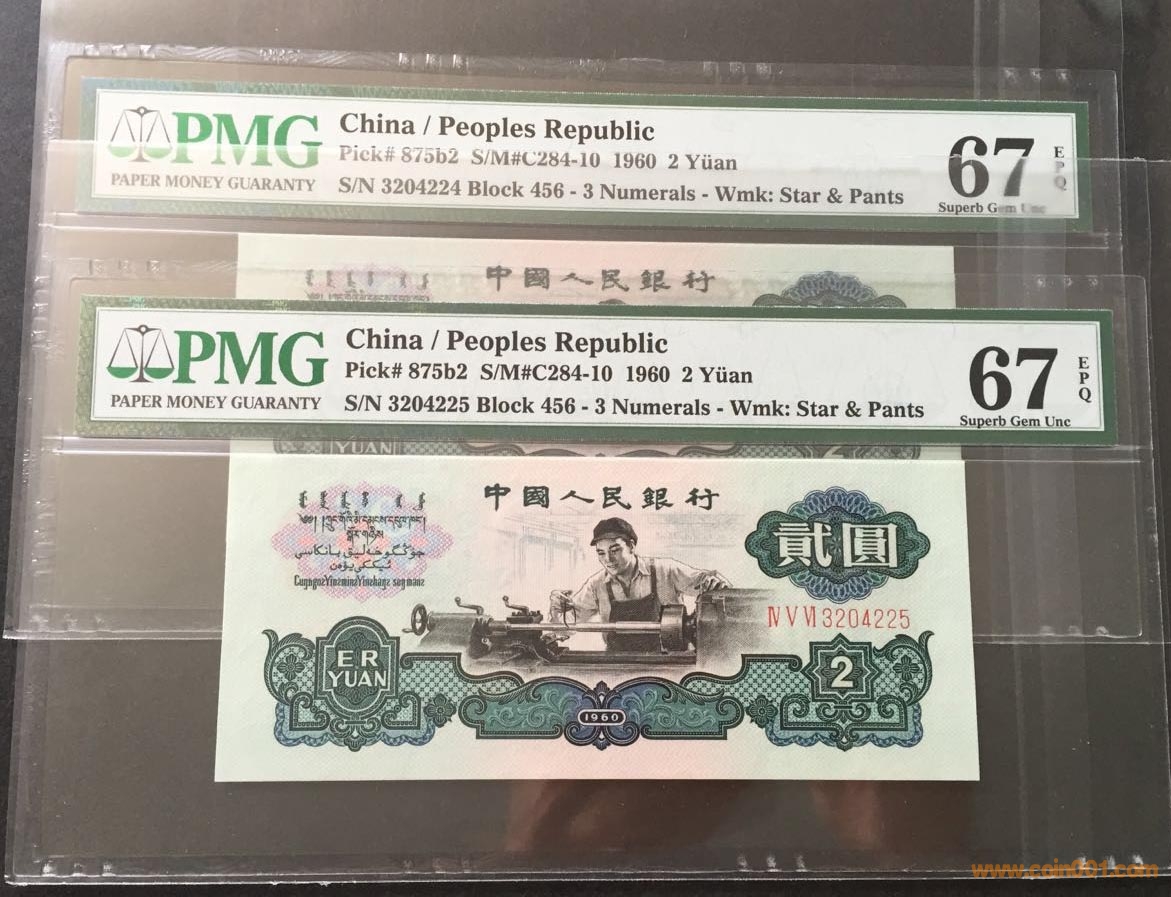 PMG
PAPER MONEY GUARANTY
China / Peoples Republic
Pick# 875b2 S/M#C284-10 1960 2 Yüan
S/N 3204224 Block 456 - 3 Numerals - Wmk: Star & Pants
67
EPQ
Superb Gem Unc
中國人民銀行
PMG
PAPER MONEY GUARANTY
China / Peoples Republic
Pick# 875b2 S/M#C284-10 1960 2 Yüan
S/N 3204225 Block 456 - 3 Numerals - Wmk: Star & Pants
67
EPQ
Superb Gem Unc
YUAN
2
中國人民銀行
貳圓
Ⅳ Ⅴ Ⅵ 3204225
ER
YUAN
2
1960
www.coin001.com